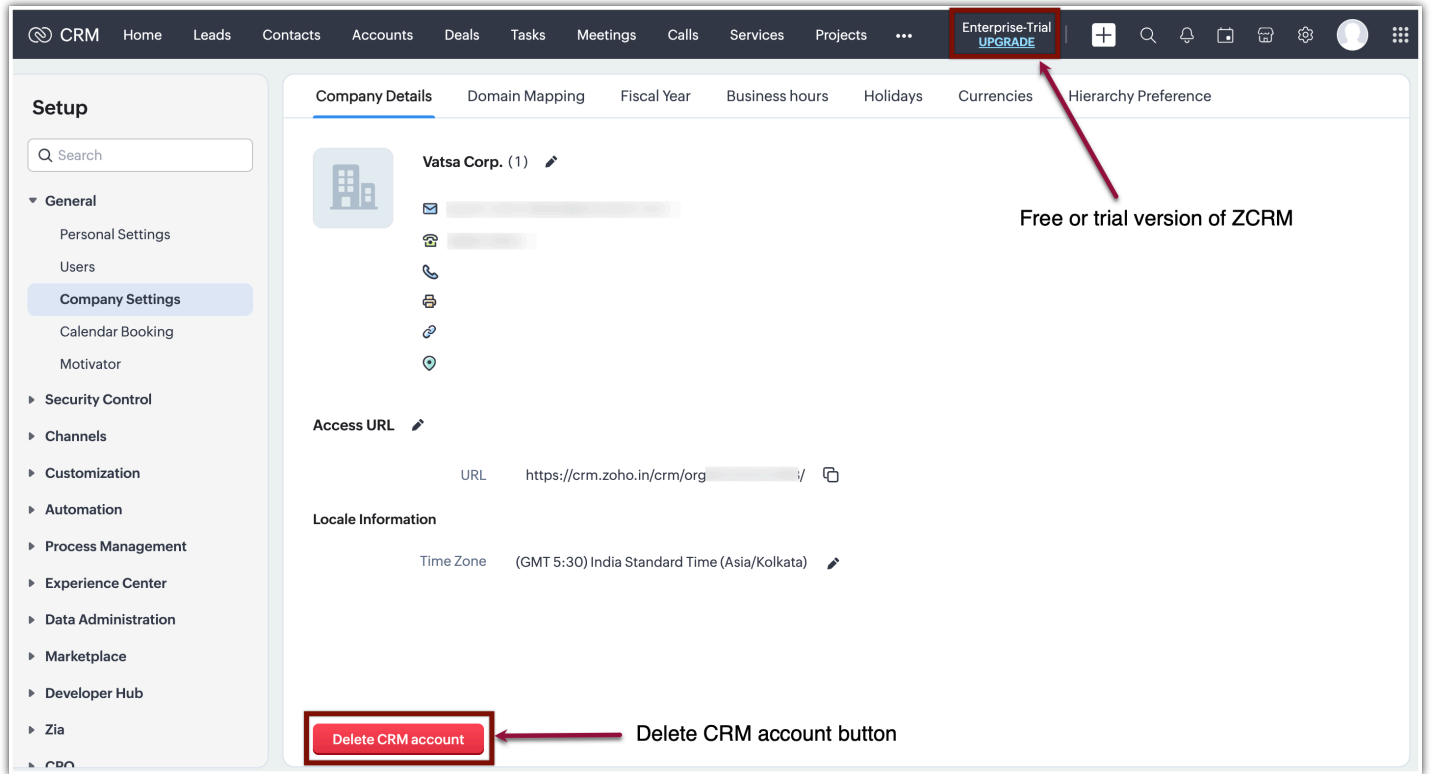 CRM Home Leads Contacts Accounts Deals Tasks Meetings Calls Services Projects ••• Enterprise-Trial
UPGRADE
Setup
Search
General
Personal Settings
Users
Company Settings
Calendar Booking
Motivator
Security Control
Channels
Customization
Automation
Process Management
Experience Center
Data Administration
Marketplace
Developer Hub
Zia
CPQ
Company Details Domain Mapping Fiscal Year Business hours Holidays Currencies Hierarchy Preference
Vatsa Corp. (1)
Free or trial version of ZCRM
Access URL
URL https://crm.zoho.in/crm/org /
Locale Information
Time Zone (GMT 5:30) India Standard Time (Asia/Kolkata)
Delete CRM account
Delete CRM account button